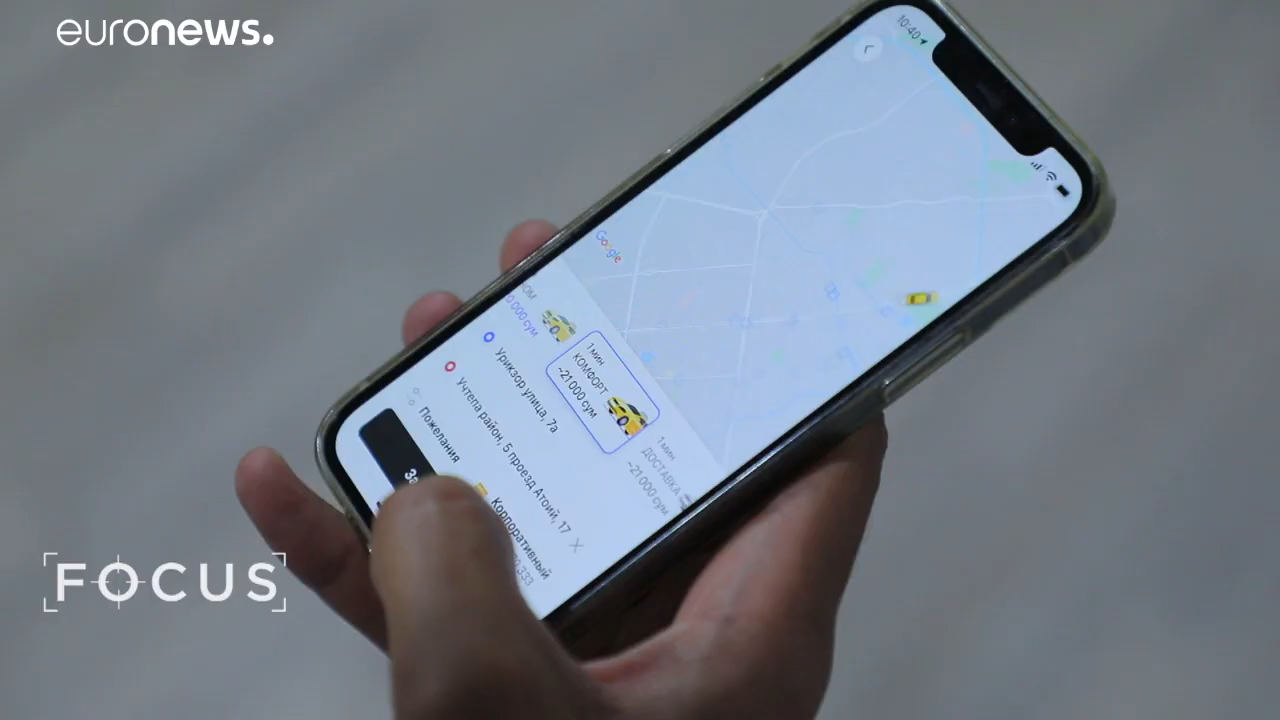 euronews.
10:40
Google
1 мин
КОМФОРТ
~21 000 сум
1 мин
ДОСТАВКА
~21 000 сум
Урикзор улица, 7а
Учтепа район, 5 проезд Атоий, 17
Пожелания
Корпоративный
FOCUS